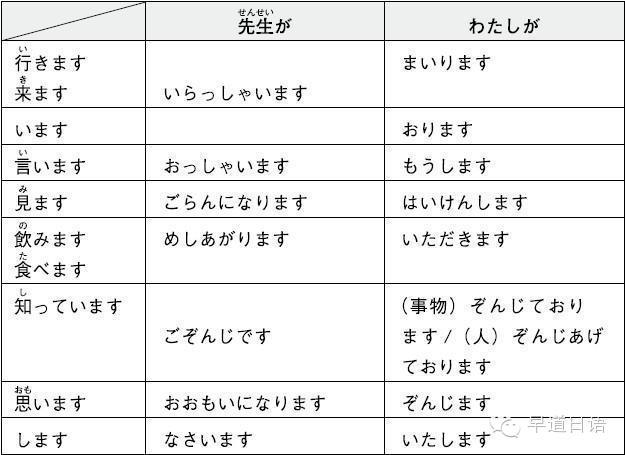 先生が わたしが
行きます まいります
来ます いらっしゃいます
います おります
言います おっしゃいます もうします
見ます ごらんになります はいけんします
飲みます めしあがります いただきます
食べます
知っています ごぞんじです (事物)ぞんじており
ます/(人)ぞんじあげ
ております
思います おおもいになります ぞんじます
します なさいます いたします
早道日语